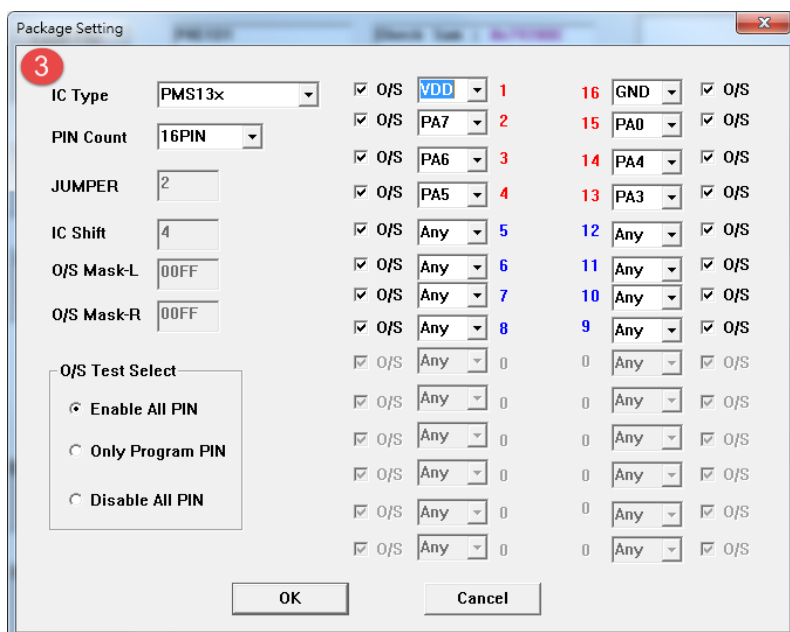 Package Setting
3
IC Type PMS13x
PIN Count 16PIN
JUMPER 2
IC Shift 4
O/S Mask-L 00FF
O/S Mask-R 00FF
O/S Test Select
Enable All PIN
Only Program PIN
Disable All PIN
O/S VDD 1 16 GND O/S
O/S PA7 2 15 PA0 O/S
O/S PA6 3 14 PA4 O/S
O/S PA5 4 13 PA3 O/S
O/S Any 5 12 Any O/S
O/S Any 6 11 Any O/S
O/S Any 7 10 Any O/S
O/S Any 8 9 Any O/S
O/S Any 0 0 Any O/S
O/S Any 0 0 Any O/S
O/S Any 0 0 Any O/S
O/S Any 0 0 Any O/S
O/S Any 0 0 Any O/S
O/S Any 0 0 Any O/S
OK Cancel